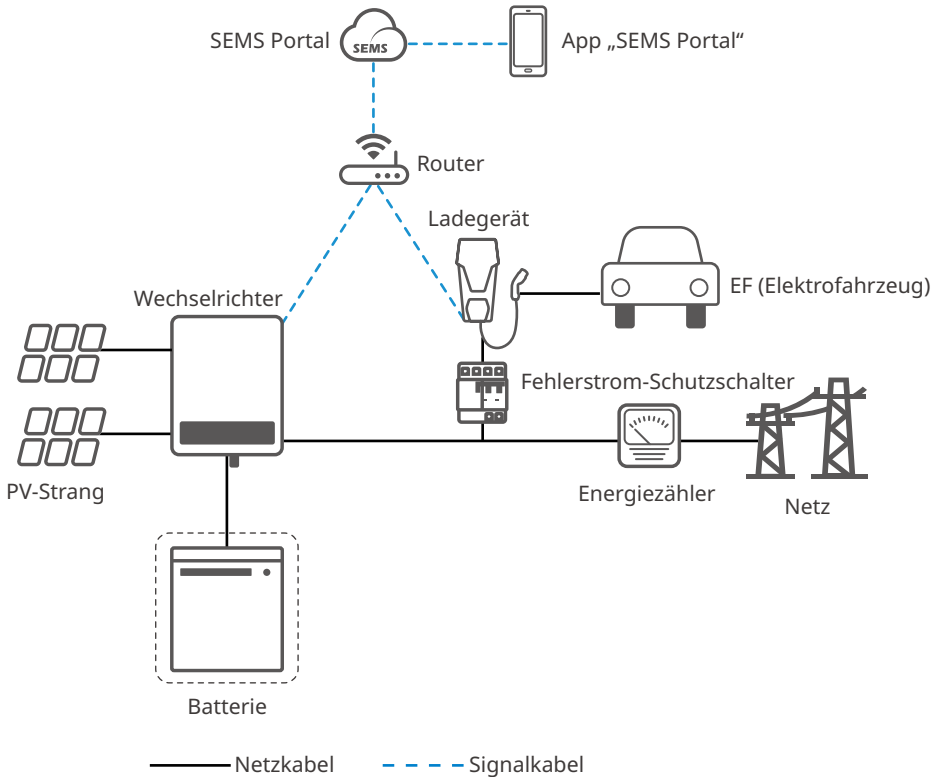 SEMS Portal
SEMS
App „SEMS Portal“
Router
Ladegerät
EF (Elektrofahrzeug)
Wechselrichter
Fehlerstrom-Schutzschalter
PV-Strang
Energiezähler
Netz
Batterie
Netzkabel
Signalkabel